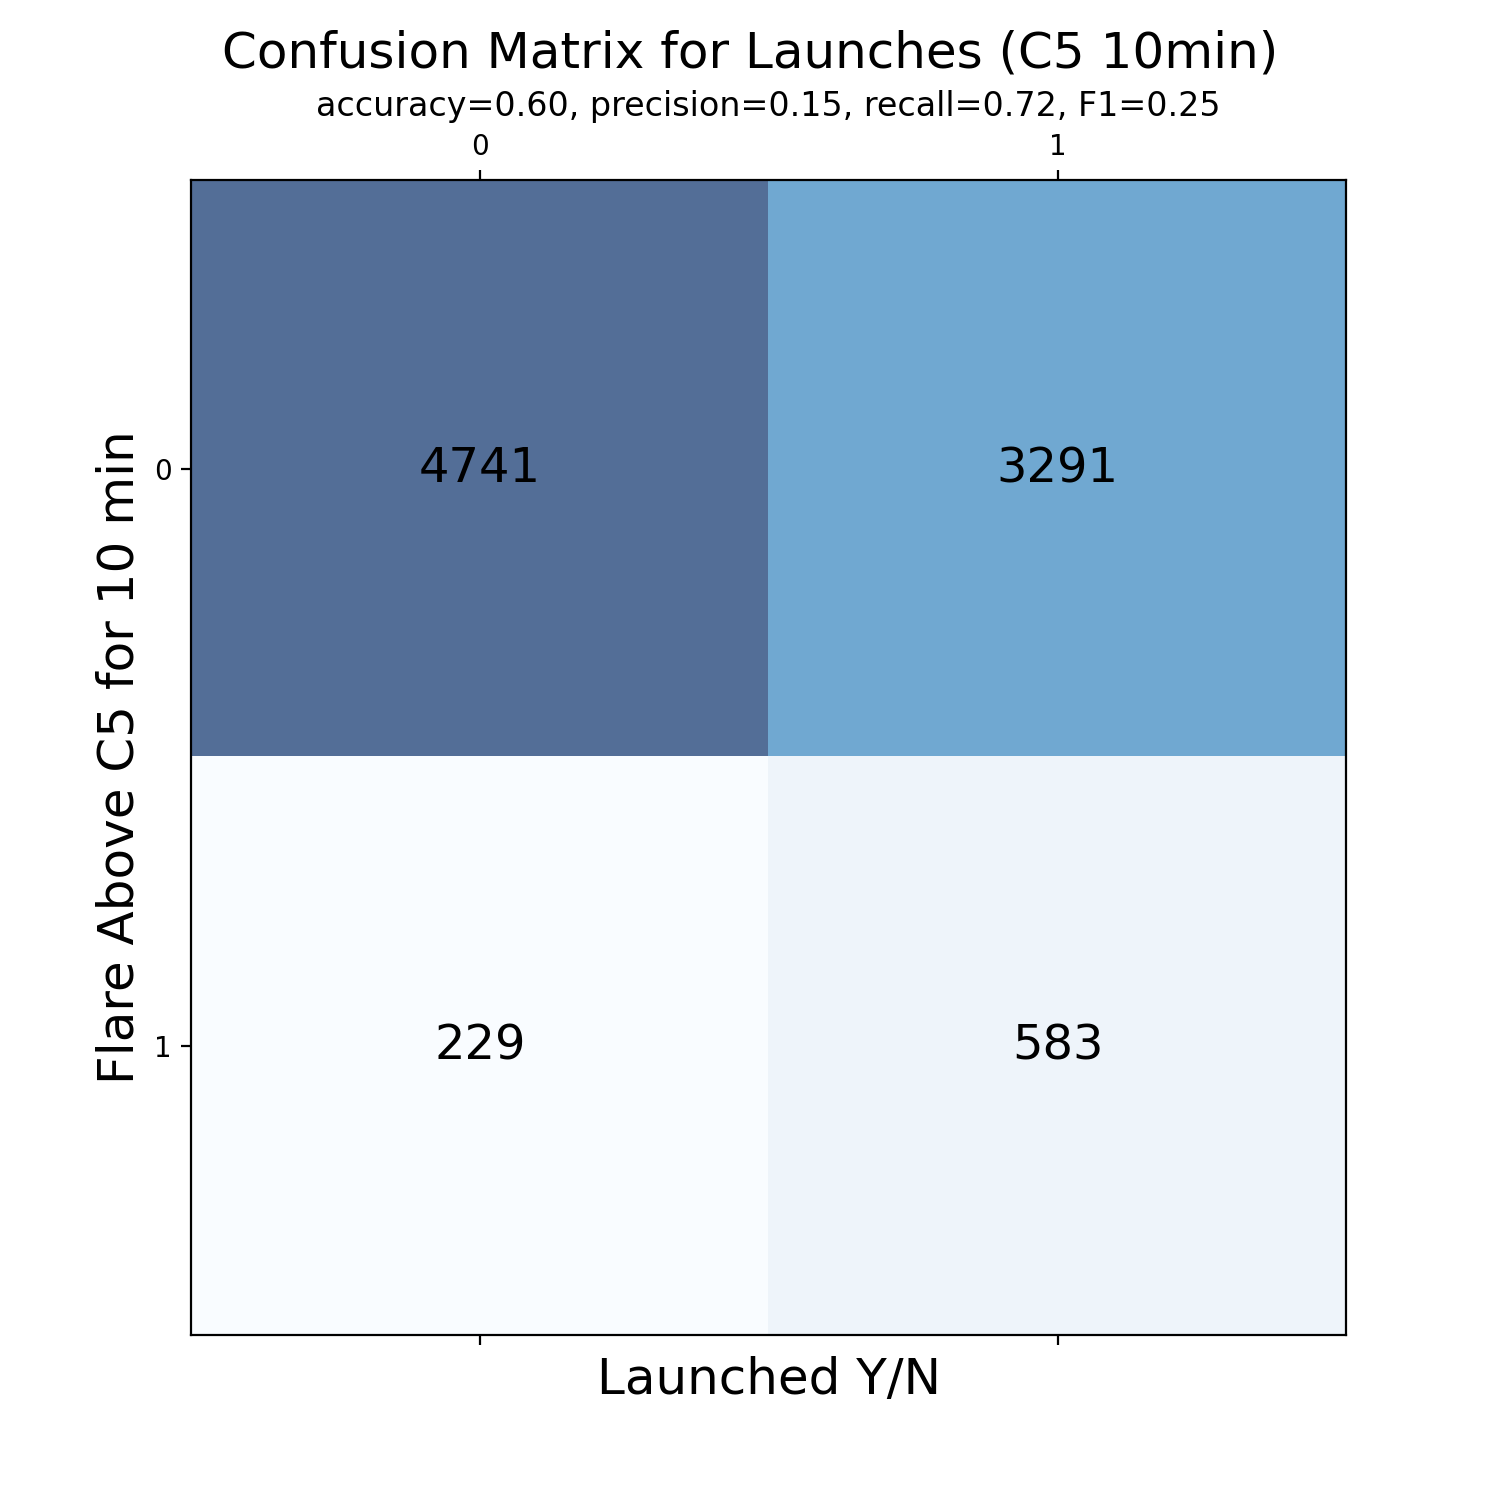 Confusion Matrix for Launches (C5 10min)
accuracy=0.60, precision=0.15, recall=0.72, F1=0.25
0 1
Flare Above C5 for 10 min
0
4741 3291
1
229 583
Launched Y/N